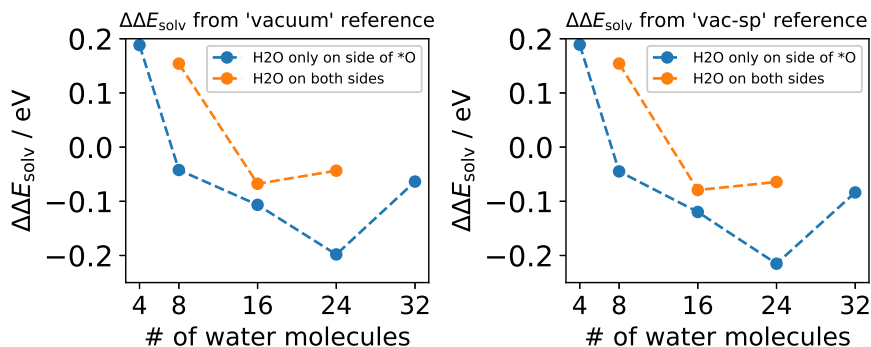 ΔΔE_solv from 'vacuum' reference
0.2
0.1
0.0
−0.1
−0.2
ΔΔE_solv / eV
H2O only on side of *O
H2O on both sides
4 8 16 24 32
# of water molecules
ΔΔE_solv from 'vac-sp' reference
0.2
0.1
0.0
−0.1
−0.2
ΔΔE_solv / eV
H2O only on side of *O
H2O on both sides
4 8 16 24 32
# of water molecules